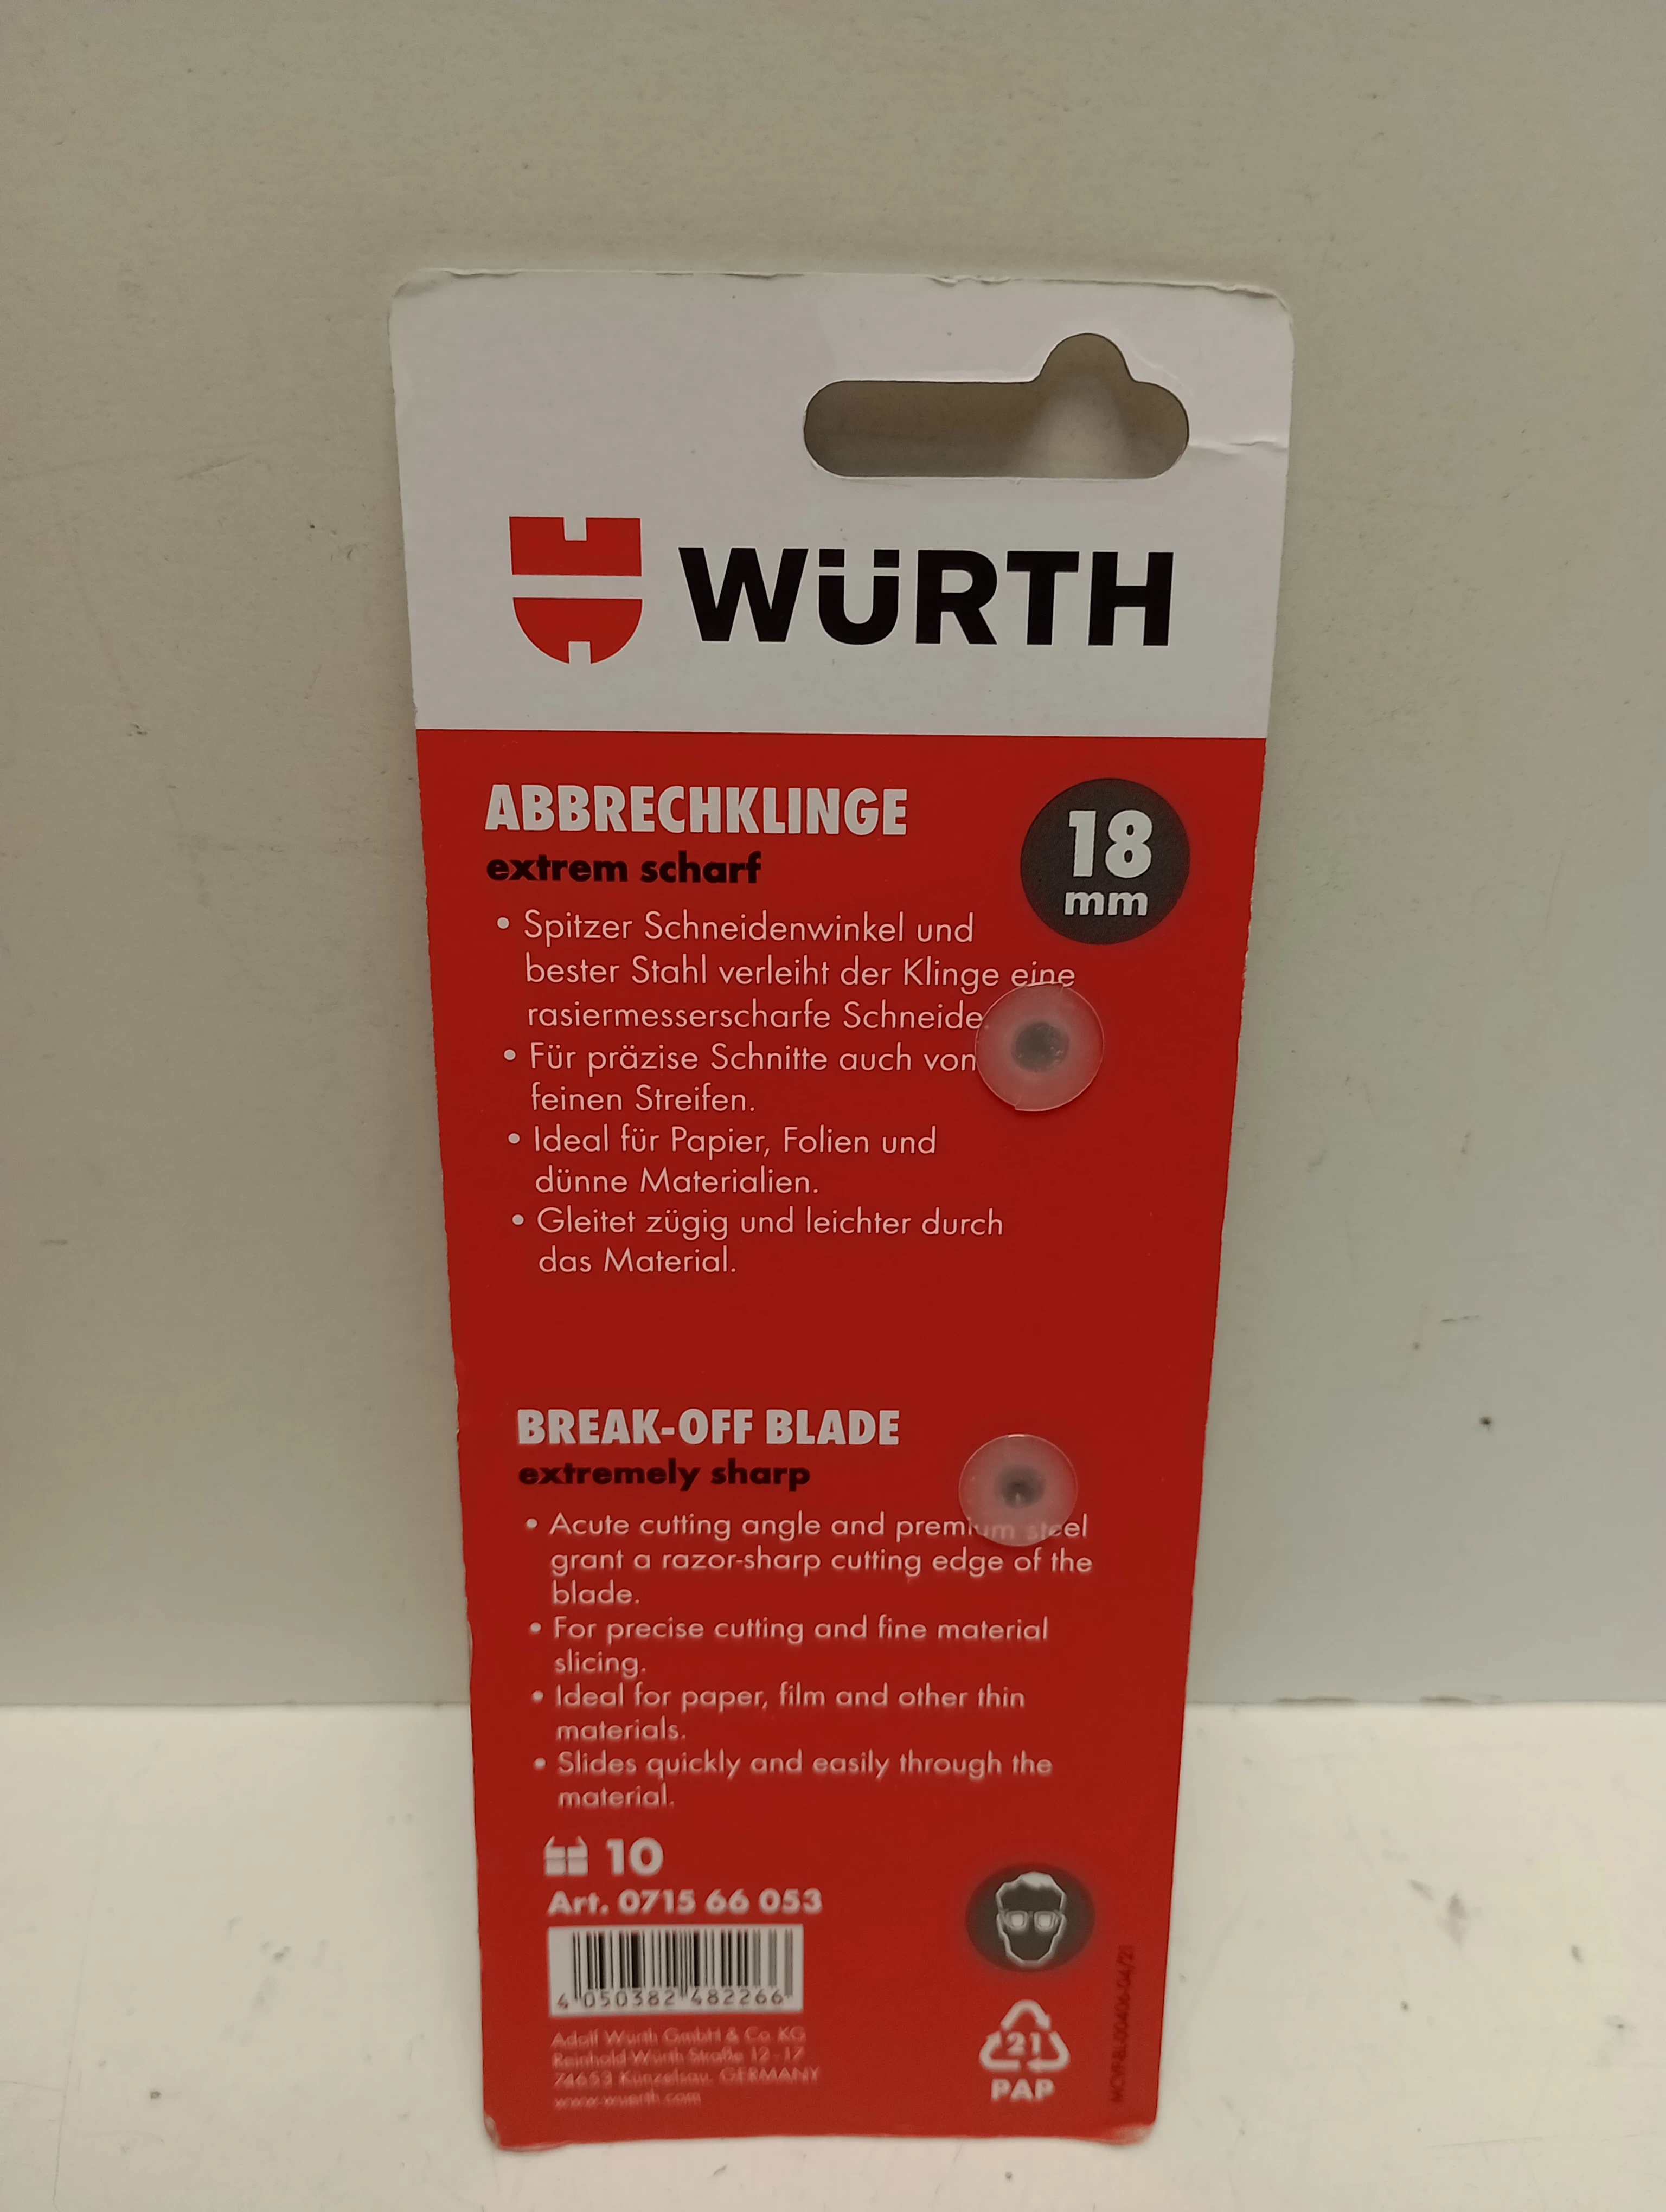 WÜRTH
ABBRECHKLINGE
extrem scharf
18
mm
• Spitzer Schneidenwinkel und
bester Stahl verleiht der Klinge eine
rasiermesserscharfe Schneide.
• Für präzise Schnitte auch von
feinen Streifen.
• Ideal für Papier, Folien und
dünne Materialien.
• Gleitet zügig und leichter durch
das Material.
BREAK-OFF BLADE
extremely sharp
• Acute cutting angle and premium steel
grant a razor-sharp cutting edge of the
blade.
• For precise cutting and fine material
slicing.
• Ideal for paper, film and other thin
materials.
• Slides quickly and easily through the
material.
10
Art. 0715 66 053
4 050382 482266
Adolf Würth GmbH & Co. KG
Reinhold-Würth-Straße 12-17
74653 Künzelsau, GERMANY
www.wuerth.com
21
PAP